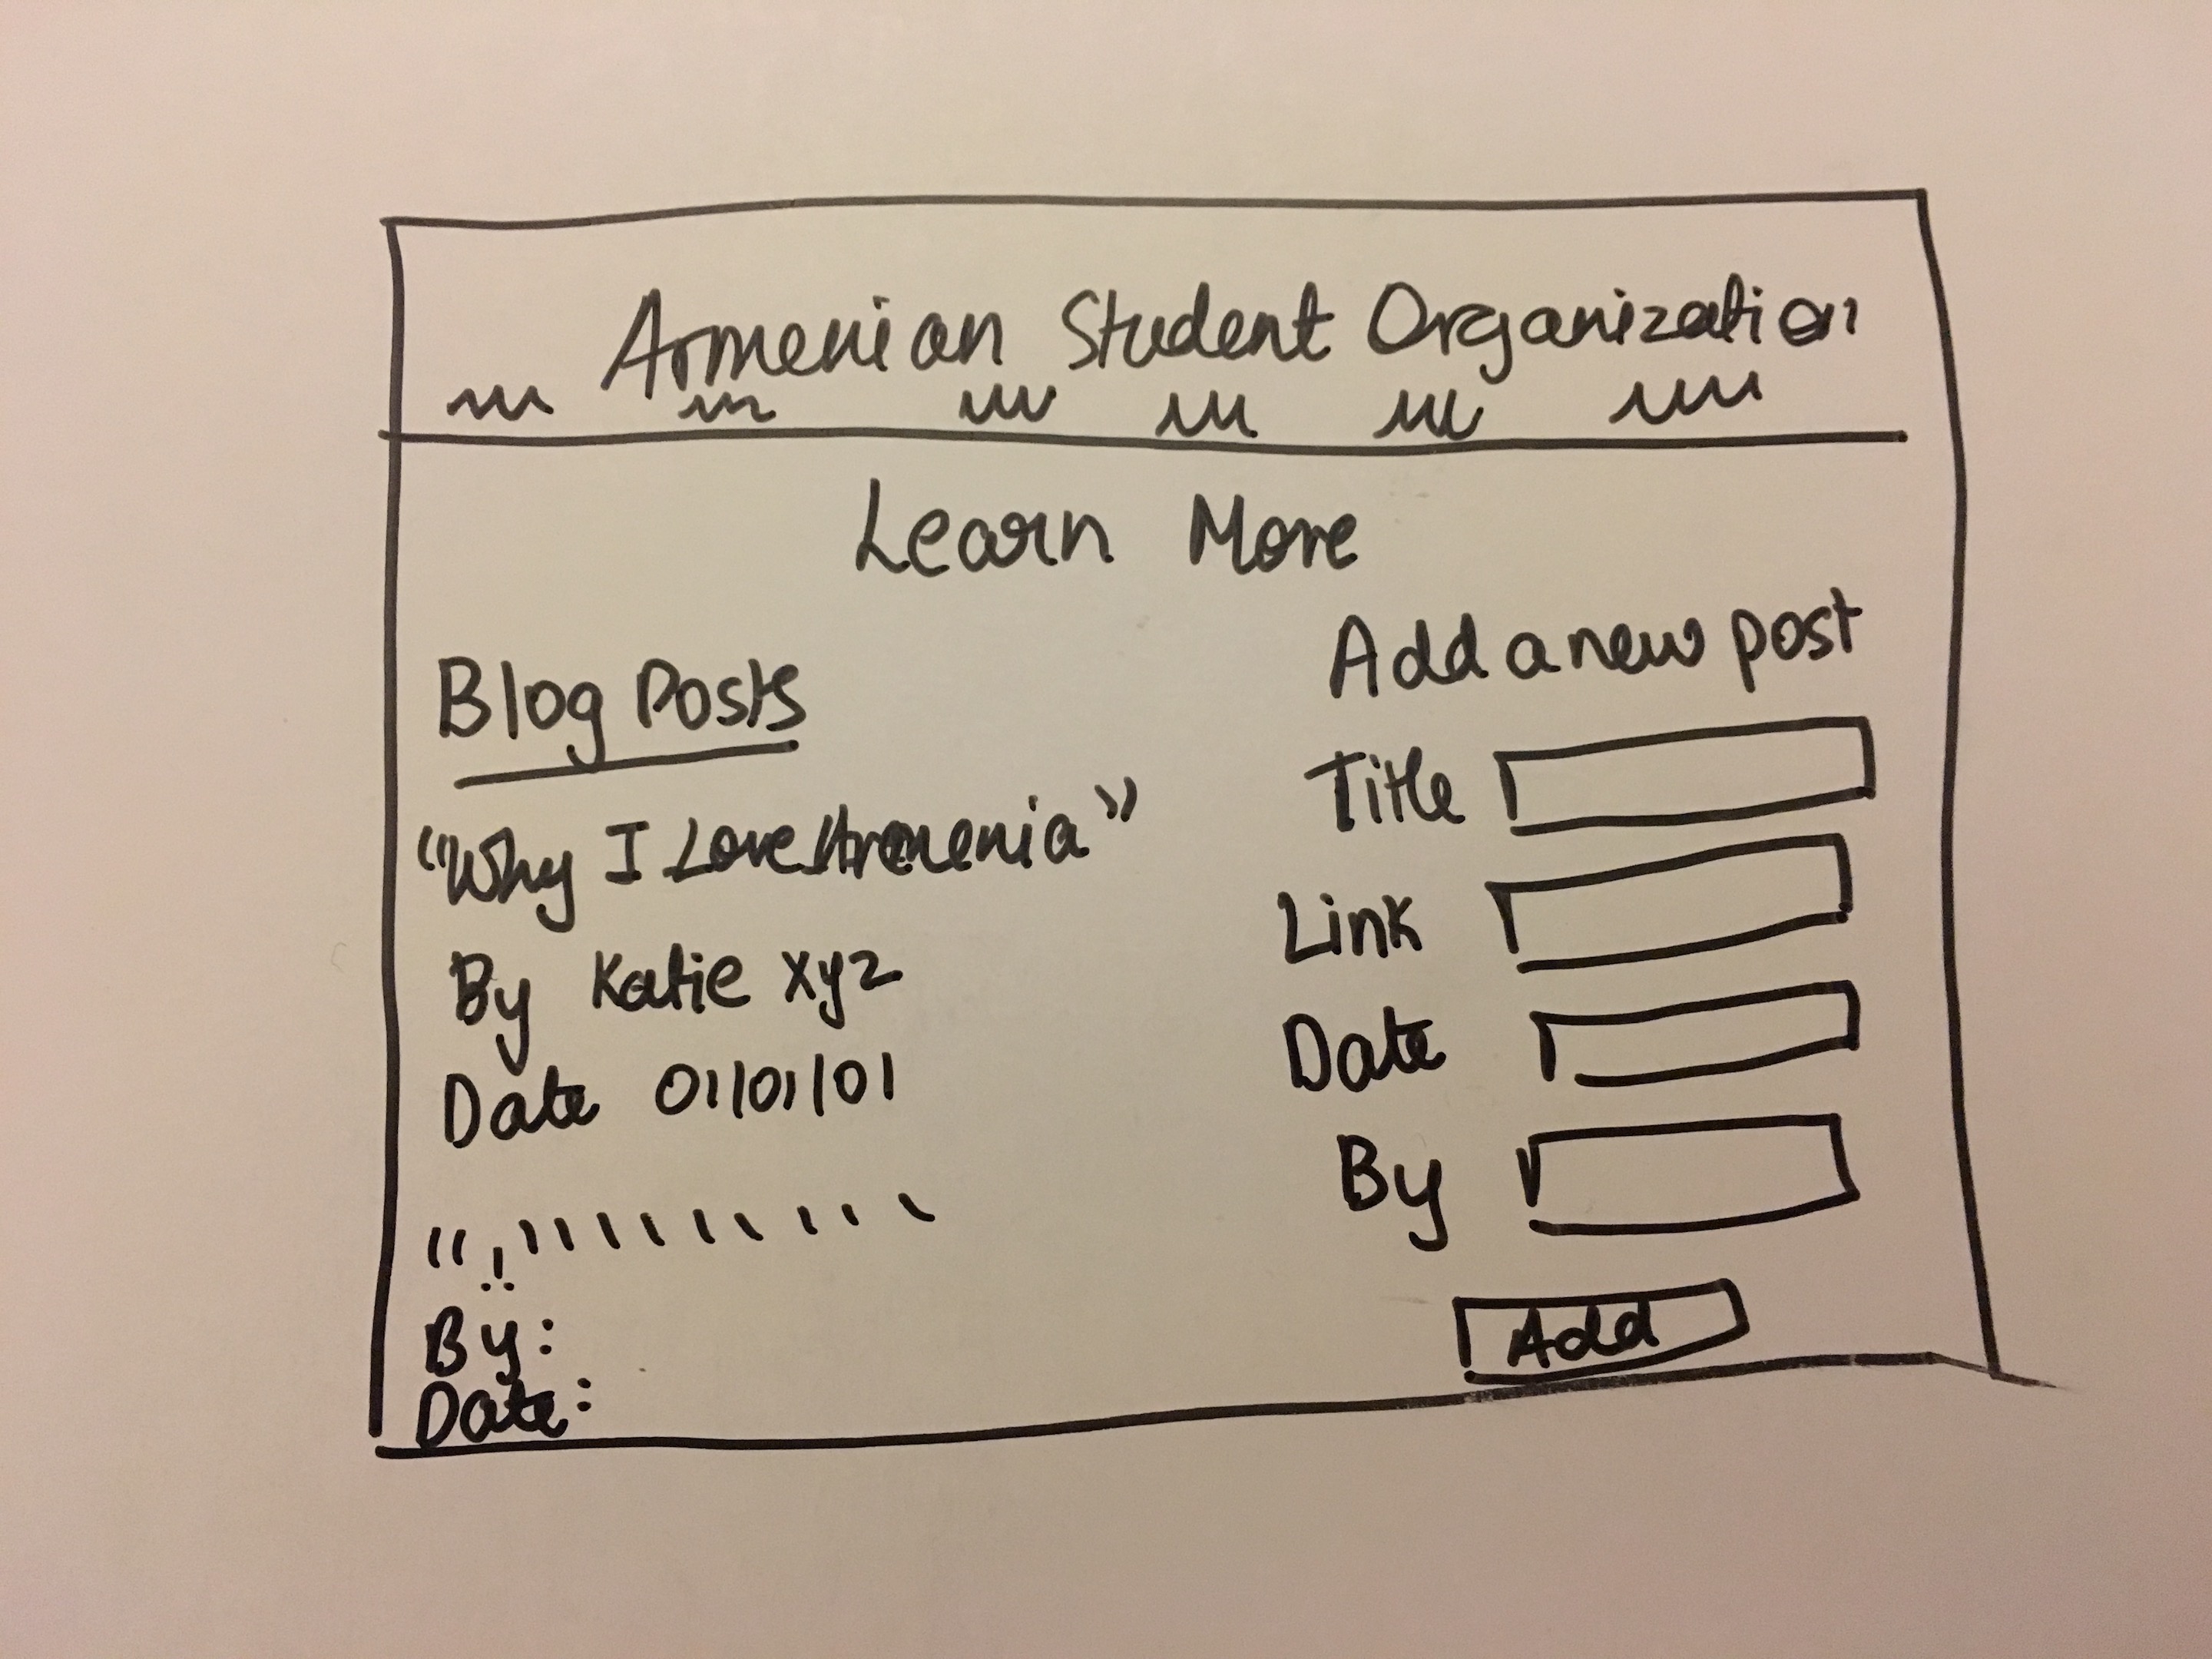 Armenian Student Organization
Learn More
Blog Posts
"Why I Love Armenia"
By Katie xyz
Date 01/01/01
By:
Date:
Add a new post
Title
Link
Date
By
Add